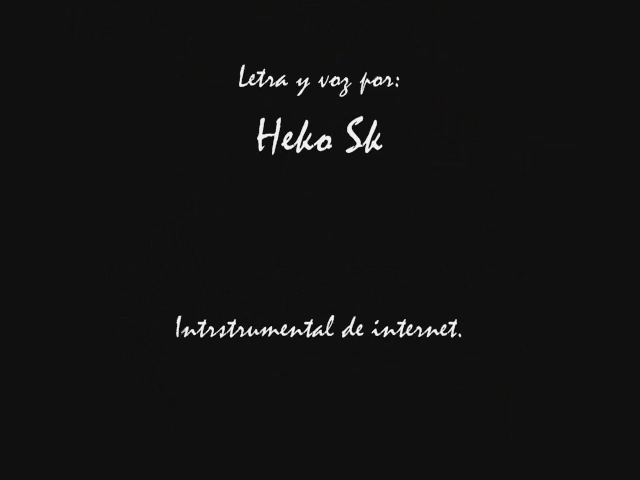 Letra y voz por:
Heko Sk
Intrstrumental de internet.